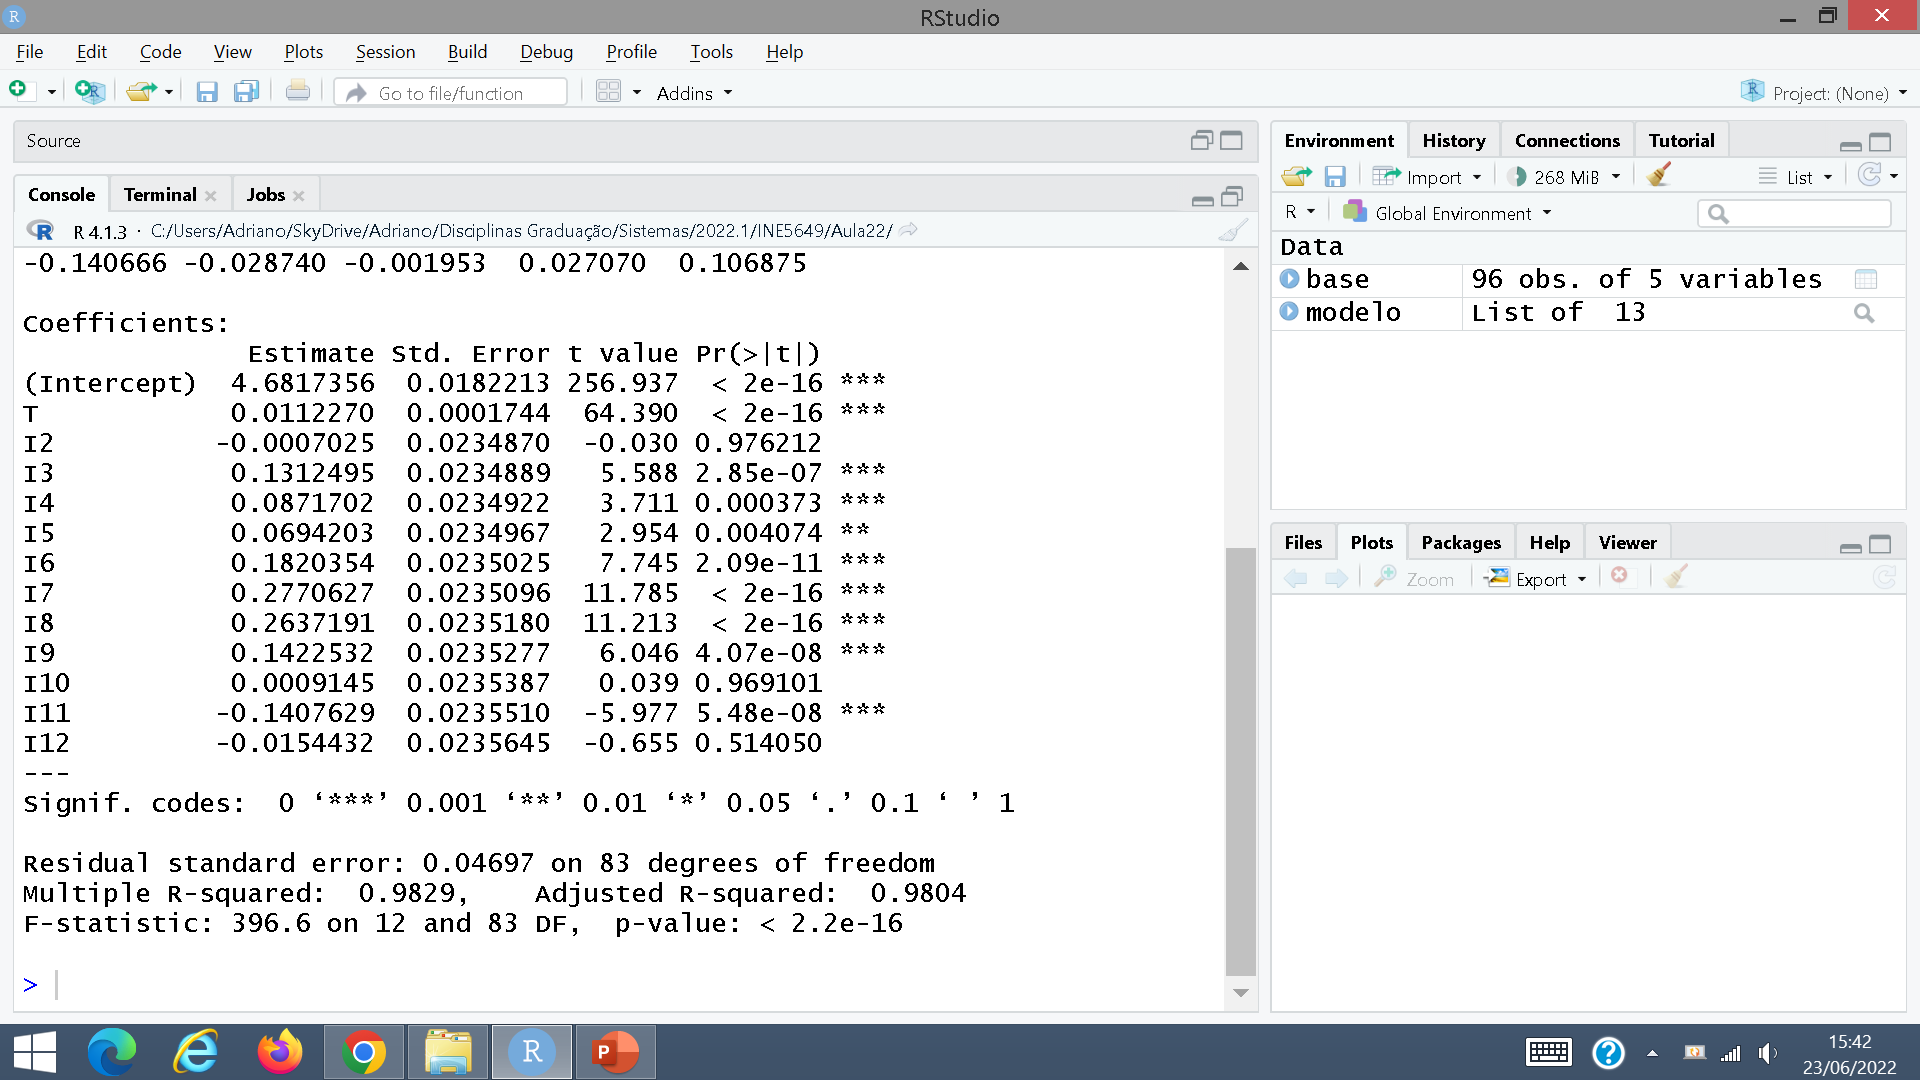 RStudio
File Edit Code View Plots Session Build Debug Profile Tools Help
Go to file/function Addins Project: (None)
Source
Console Terminal Jobs
R 4.1.3 · C:/Users/Adriano/SkyDrive/Adriano/Disciplinas Graduação/Sistemas/2022.1/INE5649/Aula22/
-0.140666 -0.028740 -0.001953 0.027070 0.106875
Coefficients:
Estimate Std. Error t value Pr(>|t|)
(Intercept) 4.6817356 0.0182213 256.937 < 2e-16 ***
T 0.0112270 0.0001744 64.390 < 2e-16 ***
I2 -0.0007025 0.0234870 -0.030 0.976212
I3 0.1312495 0.0234889 5.588 2.85e-07 ***
I4 0.0871702 0.0234922 3.711 0.000373 ***
I5 0.0694203 0.0234967 2.954 0.004074 **
I6 0.1820354 0.0235025 7.745 2.09e-11 ***
I7 0.2770627 0.0235096 11.785 < 2e-16 ***
I8 0.2637191 0.0235180 11.213 < 2e-16 ***
I9 0.1422532 0.0235277 6.046 4.07e-08 ***
I10 0.0009145 0.0235387 0.039 0.969101
I11 -0.1407629 0.0235510 -5.977 5.48e-08 ***
I12 -0.0154432 0.0235645 -0.655 0.514050
---
Signif. codes: 0 ‘***’ 0.001 ‘**’ 0.01 ‘*’ 0.05 ‘.’ 0.1 ‘ ’ 1
Residual standard error: 0.04697 on 83 degrees of freedom
Multiple R-squared: 0.9829, Adjusted R-squared: 0.9804
F-statistic: 396.6 on 12 and 83 DF, p-value: < 2.2e-16
>
Environment History Connections Tutorial
Import 268 MiB List
R Global Environment
Data
base 96 obs. of 5 variables
modelo List of 13
Files Plots Packages Help Viewer
Zoom Export
15:42
23/06/2022